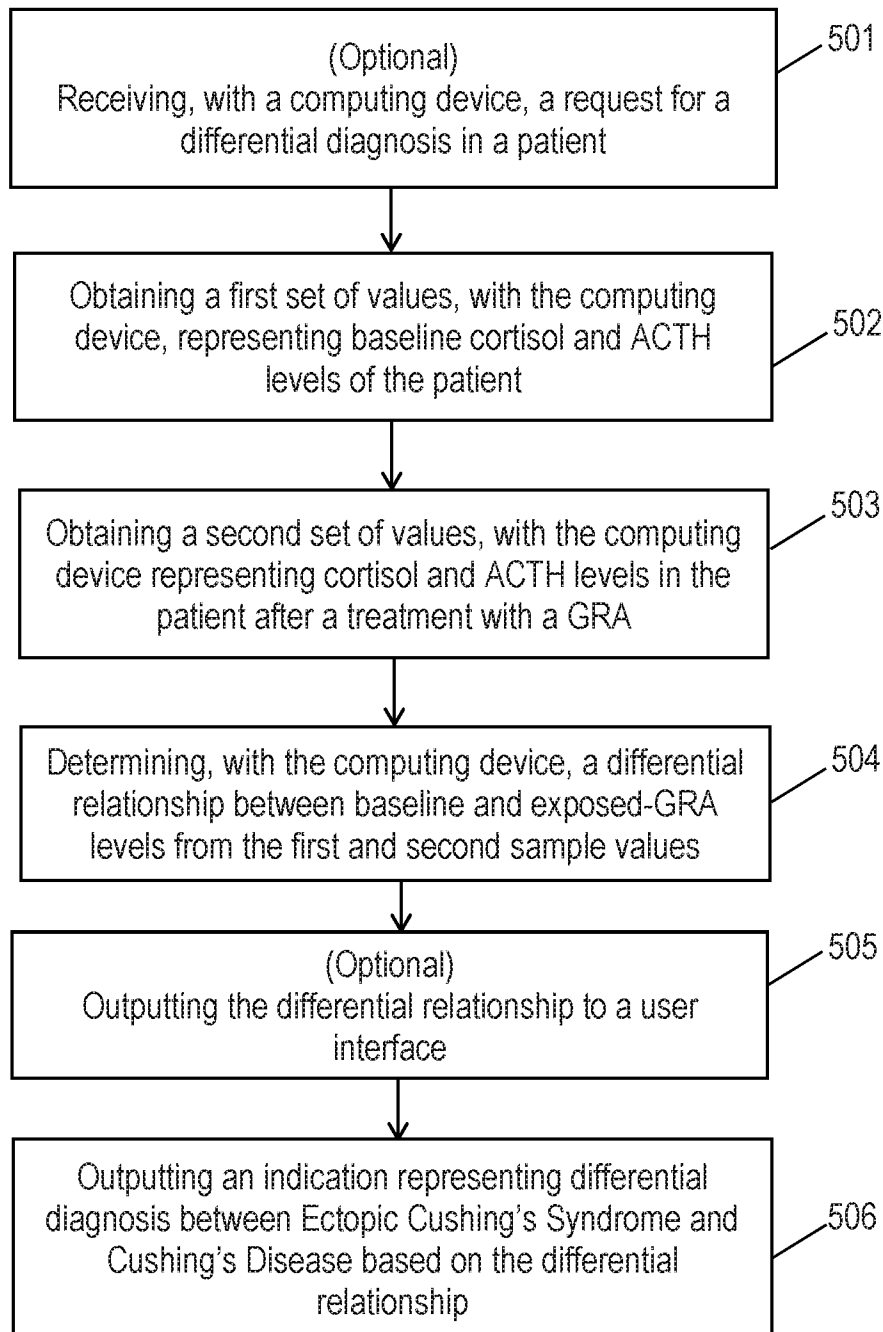 (Optional)
Receiving, with a computing device, a request for a
differential diagnosis in a patient
501
Obtaining a first set of values, with the computing
device, representing baseline cortisol and ACTH
levels of the patient
502
Obtaining a second set of values, with the computing
device representing cortisol and ACTH levels in the
patient after a treatment with a GRA
503
Determining, with the computing device, a differential
relationship between baseline and exposed-GRA
levels from the first and second sample values
504
(Optional)
Outputting the differential relationship to a user
interface
505
Outputting an indication representing differential
diagnosis between Ectopic Cushing's Syndrome and
Cushing's Disease based on the differential
relationship
506